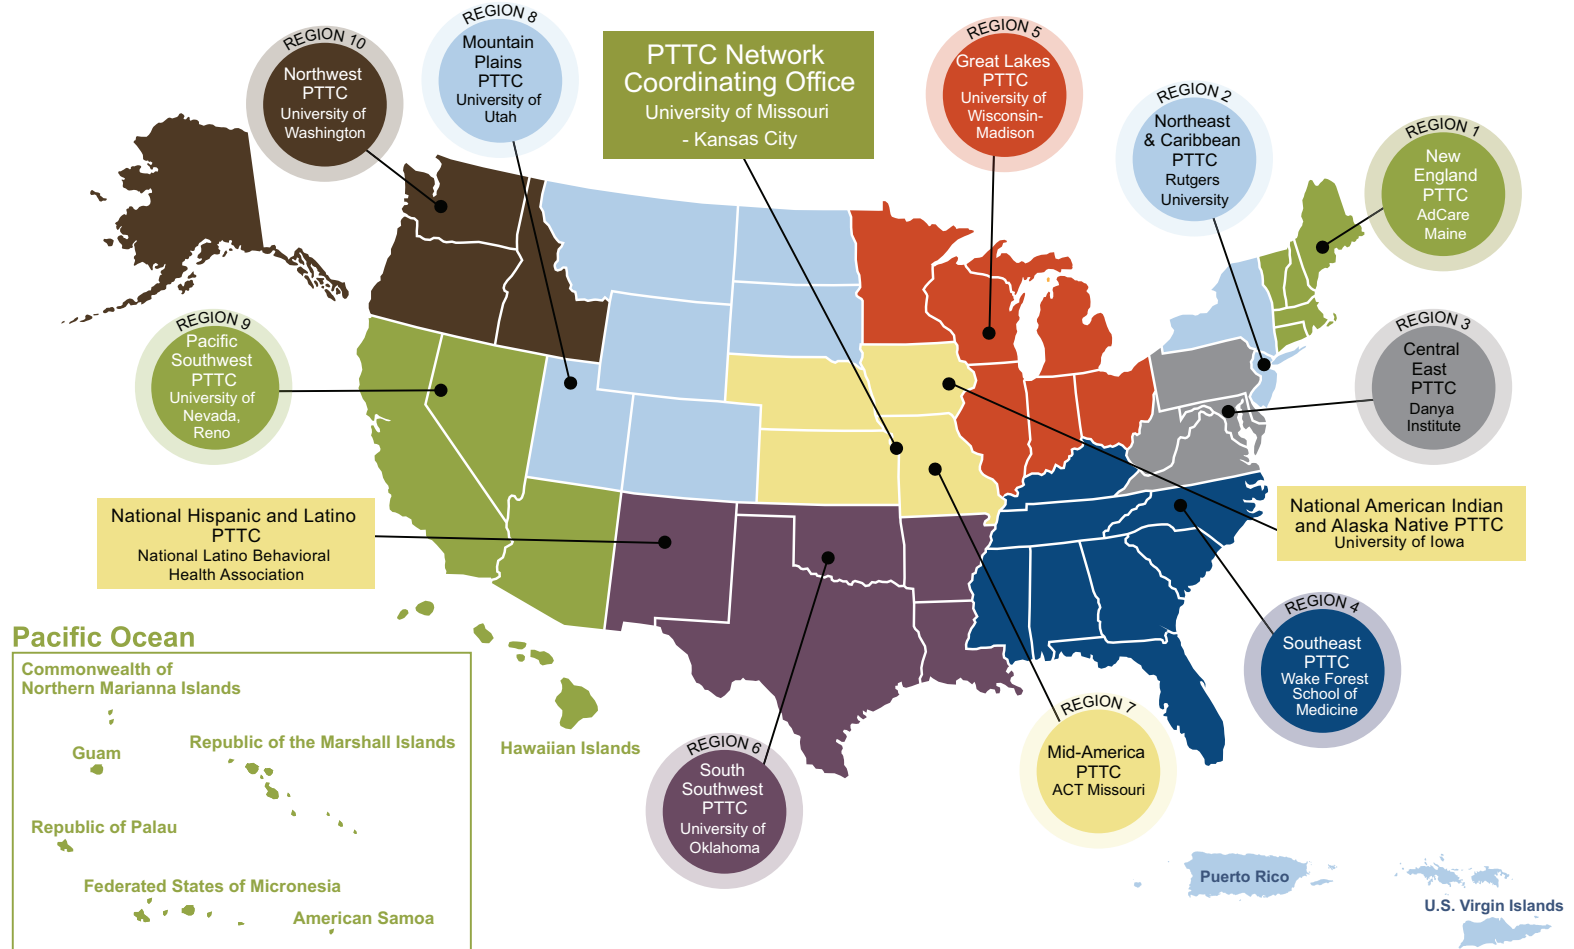 REGION 10
Northwest
PTTC
University of
Washington
REGION 8
Mountain
Plains
PTTC
University of
Utah
PTTC Network
Coordinating Office
University of Missouri
- Kansas City
REGION 5
Great Lakes
PTTC
University of
Wisconsin-
Madison
REGION 2
Northeast
& Caribbean
PTTC
Rutgers
University
REGION 1
New
England
PTTC
AdCare
Maine
REGION 9
Pacific
Southwest
PTTC
University of
Nevada,
Reno
REGION 3
Central
East
PTTC
Danya
Institute
National Hispanic and Latino
PTTC
National Latino Behavioral
Health Association
National American Indian
and Alaska Native PTTC
University of Iowa
REGION 4
Southeast
PTTC
Wake Forest
School of
Medicine
REGION 7
Mid-America
PTTC
ACT Missouri
REGION 6
South
Southwest
PTTC
University of
Oklahoma
Hawaiian Islands
Pacific Ocean
Commonwealth of
Northern Marianna Islands
Guam
Republic of the Marshall Islands
Republic of Palau
Federated States of Micronesia
American Samoa
Puerto Rico
U.S. Virgin Islands